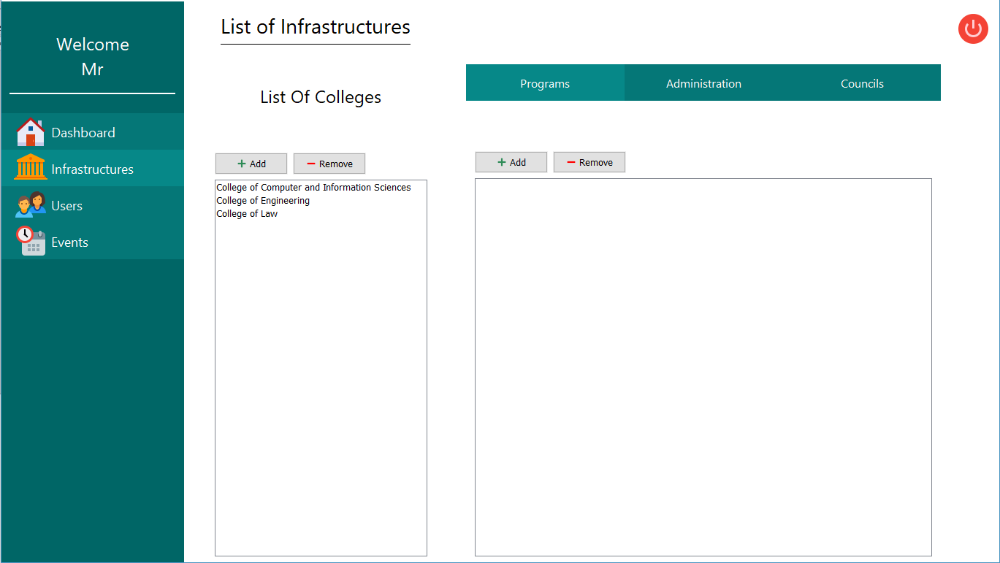 Welcome
Mr
Dashboard
Infrastructures
Users
Events
List of Infrastructures
List Of Colleges
Add
Remove
College of Computer and Information Sciences
College of Engineering
College of Law
Programs
Administration
Councils
Add
Remove